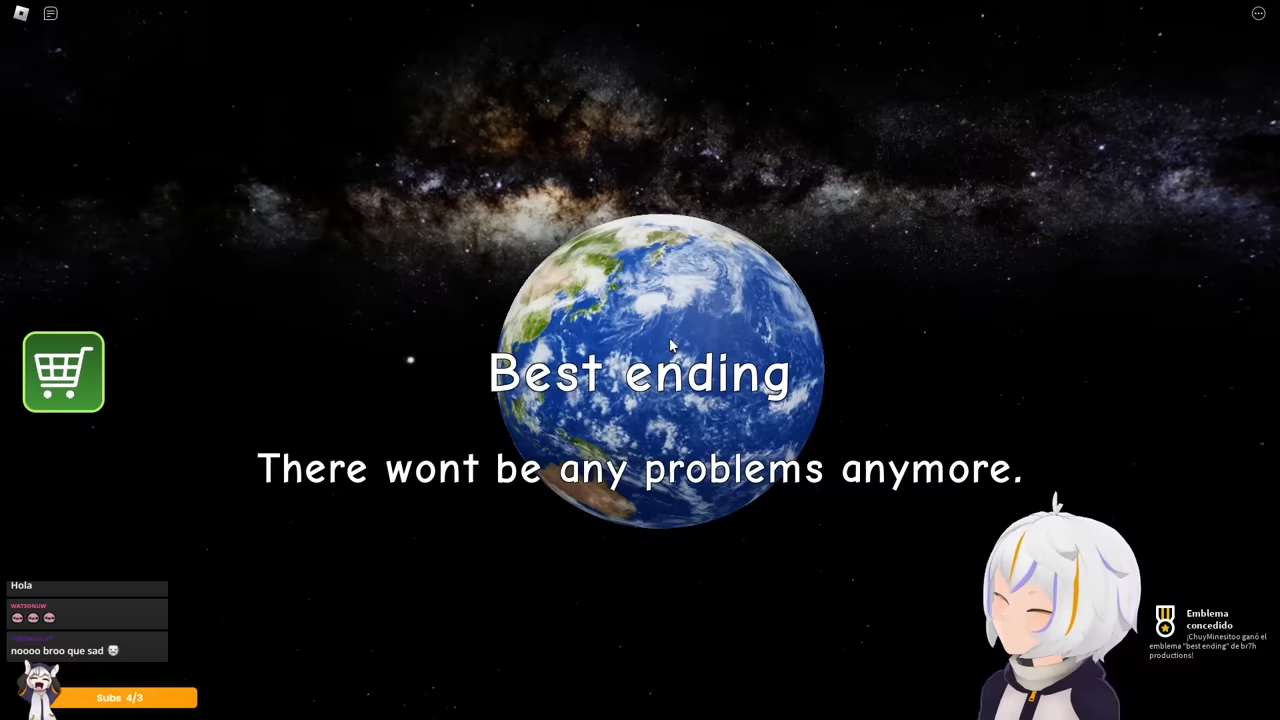 Best ending
There wont be any problems anymore.
Hola
WATSONUW
noooo broo que sad
Subs 4/3
Emblema
concedido
¡ChuyMinesitoo ganó el
emblema "best ending" de br7h
productions!